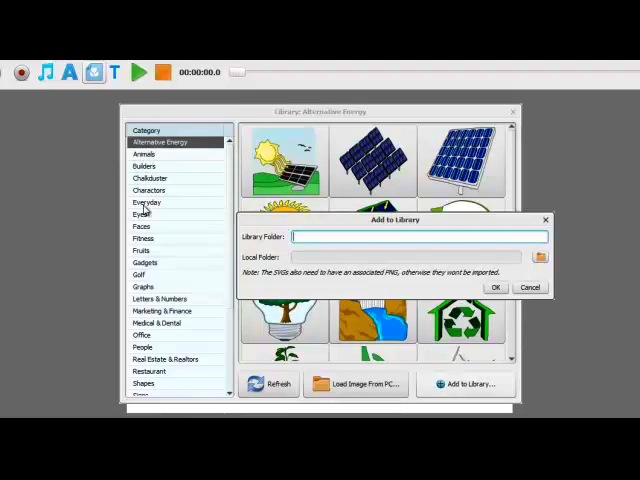 A T 00:00:00.0
Library: Alternative Energy
Category
Alternative Energy
Animals
Builders
Chalkduster
Charactors
Everyday
Faces
Fitness
Fruits
Gadgets
Golf
Graphs
Letters & Numbers
Marketing & Finance
Medical & Dental
Office
People
Real Estate & Realtors
Restaurant
Shapes
Add to Library
Library Folder:
Local Folder:
Note: The SVGs also need to have an associated PNG, otherwise they wont be imported.
OK Cancel
Refresh Load Image From PC... Add to Library...